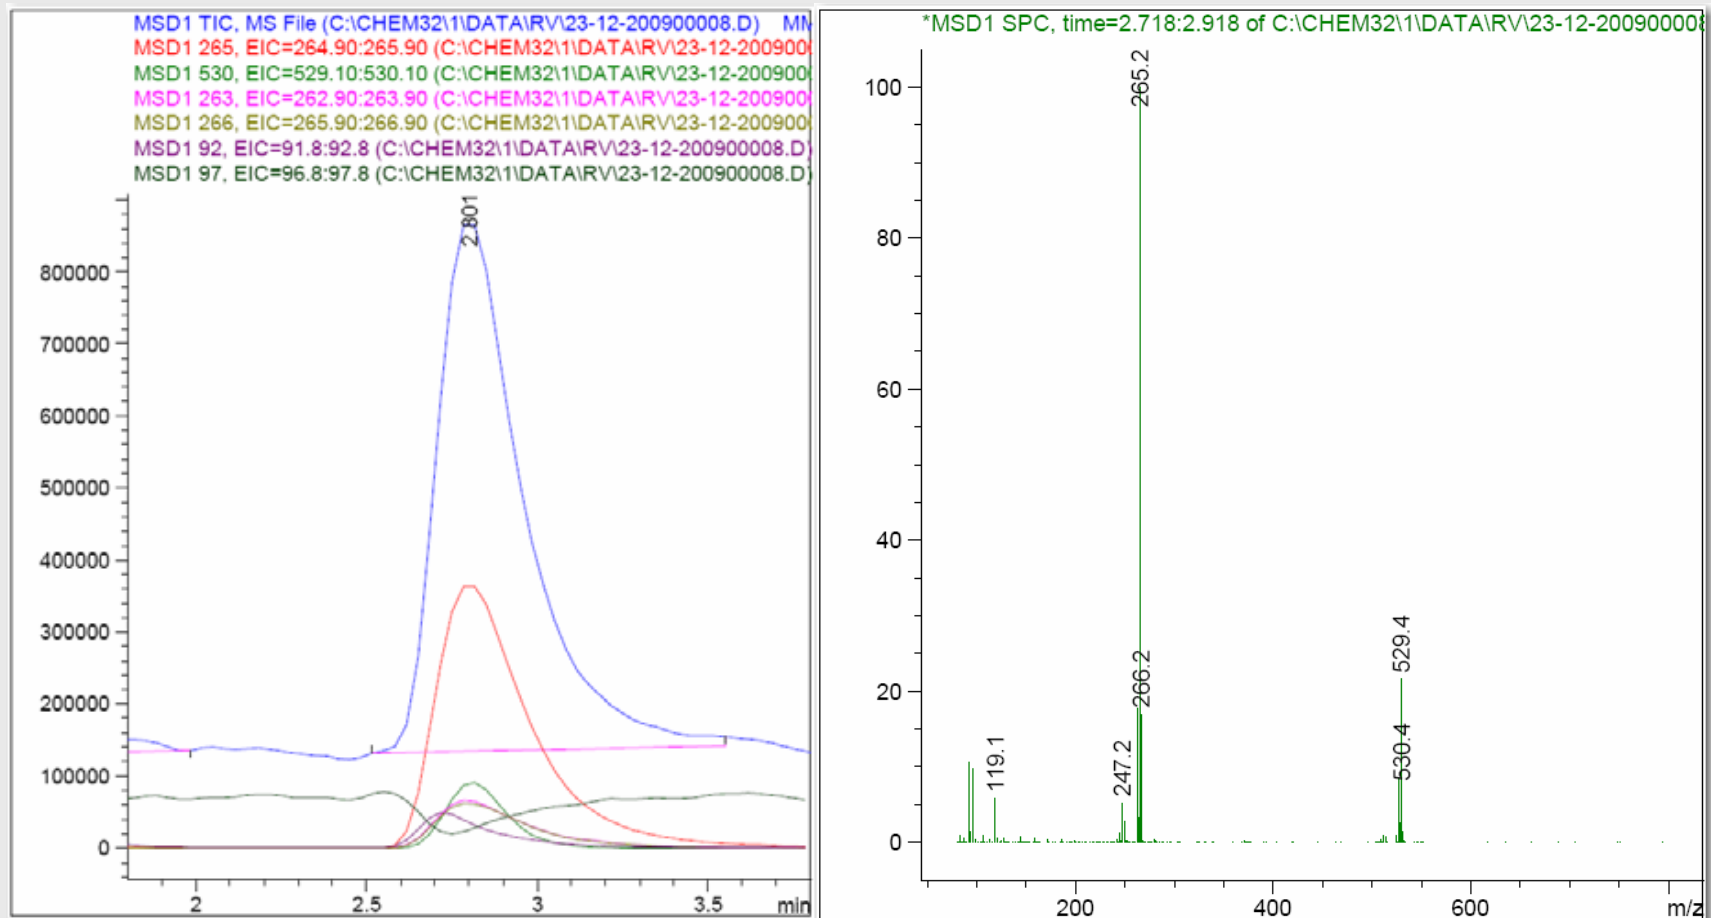 MSD1 TIC, MS File (C:\CHEM32\1\DATA\RV\23-12-200900008.D) MM
MSD1 265, EIC=264.90:265.90 (C:\CHEM32\1\DATA\RV\23-12-200900
MSD1 530, EIC=529.10:530.10 (C:\CHEM32\1\DATA\RV\23-12-200900
MSD1 263, EIC=262.90:263.90 (C:\CHEM32\1\DATA\RV\23-12-200900
MSD1 266, EIC=265.90:266.90 (C:\CHEM32\1\DATA\RV\23-12-200900
MSD1 92, EIC=91.8:92.8 (C:\CHEM32\1\DATA\RV\23-12-200900008.D)
MSD1 97, EIC=96.8:97.8 (C:\CHEM32\1\DATA\RV\23-12-200900008.D)
2.801
800000
700000
600000
500000
400000
300000
200000
100000
0
2
2.5
3
3.5
min
*MSD1 SPC, time=2.718:2.918 of C:\CHEM32\1\DATA\RV\23-12-200900008
100
80
60
40
20
0
265.2
266.2
119.1
247.2
529.4
530.4
200
400
600
m/z